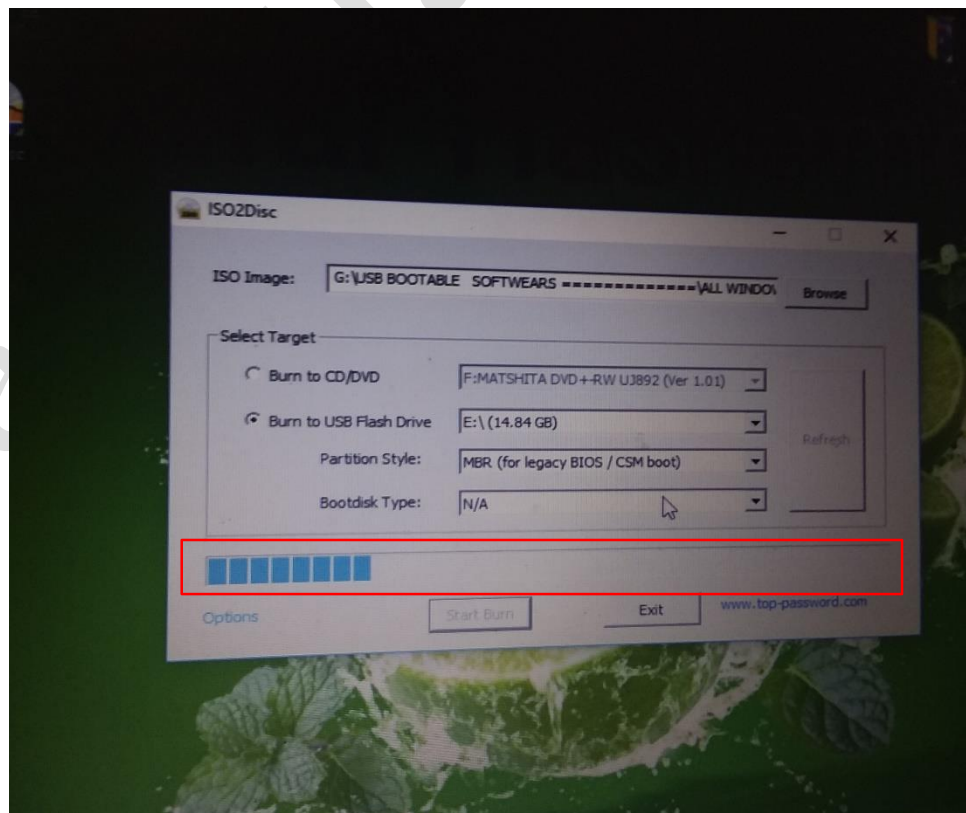 ISO2Disc
ISO Image: G:\USB BOOTABLE SOFTWEARS =============\ALL WINDOW Browse
Select Target
Burn to CD/DVD F:MATSHITA DVD+-RW UJ892 (Ver 1.01)
Burn to USB Flash Drive E:\ (14.84 GB)
Refresh
Partition Style: MBR (for legacy BIOS / CSM boot)
Bootdisk Type: N/A
Options Start Burn Exit www.top-password.com